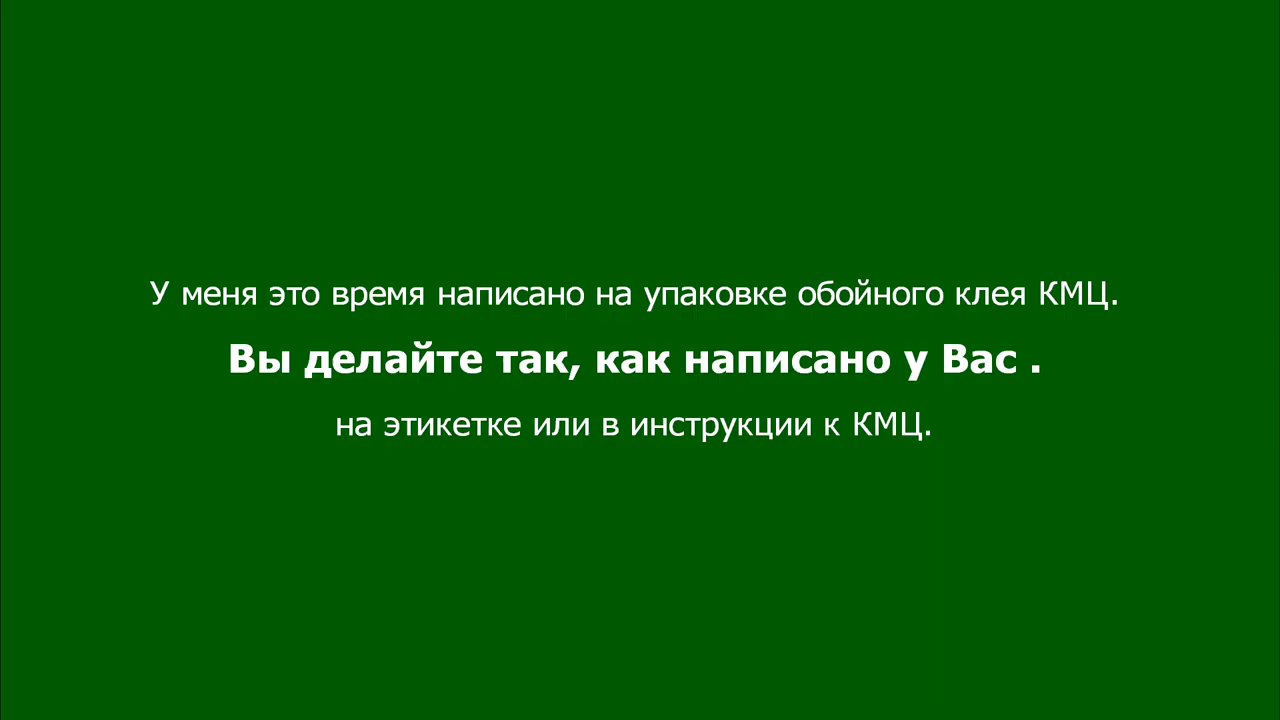 У меня это время написано на упаковке обойного клея КМЦ.
Вы делайте так, как написано у Вас .
на этикетке или в инструкции к КМЦ.